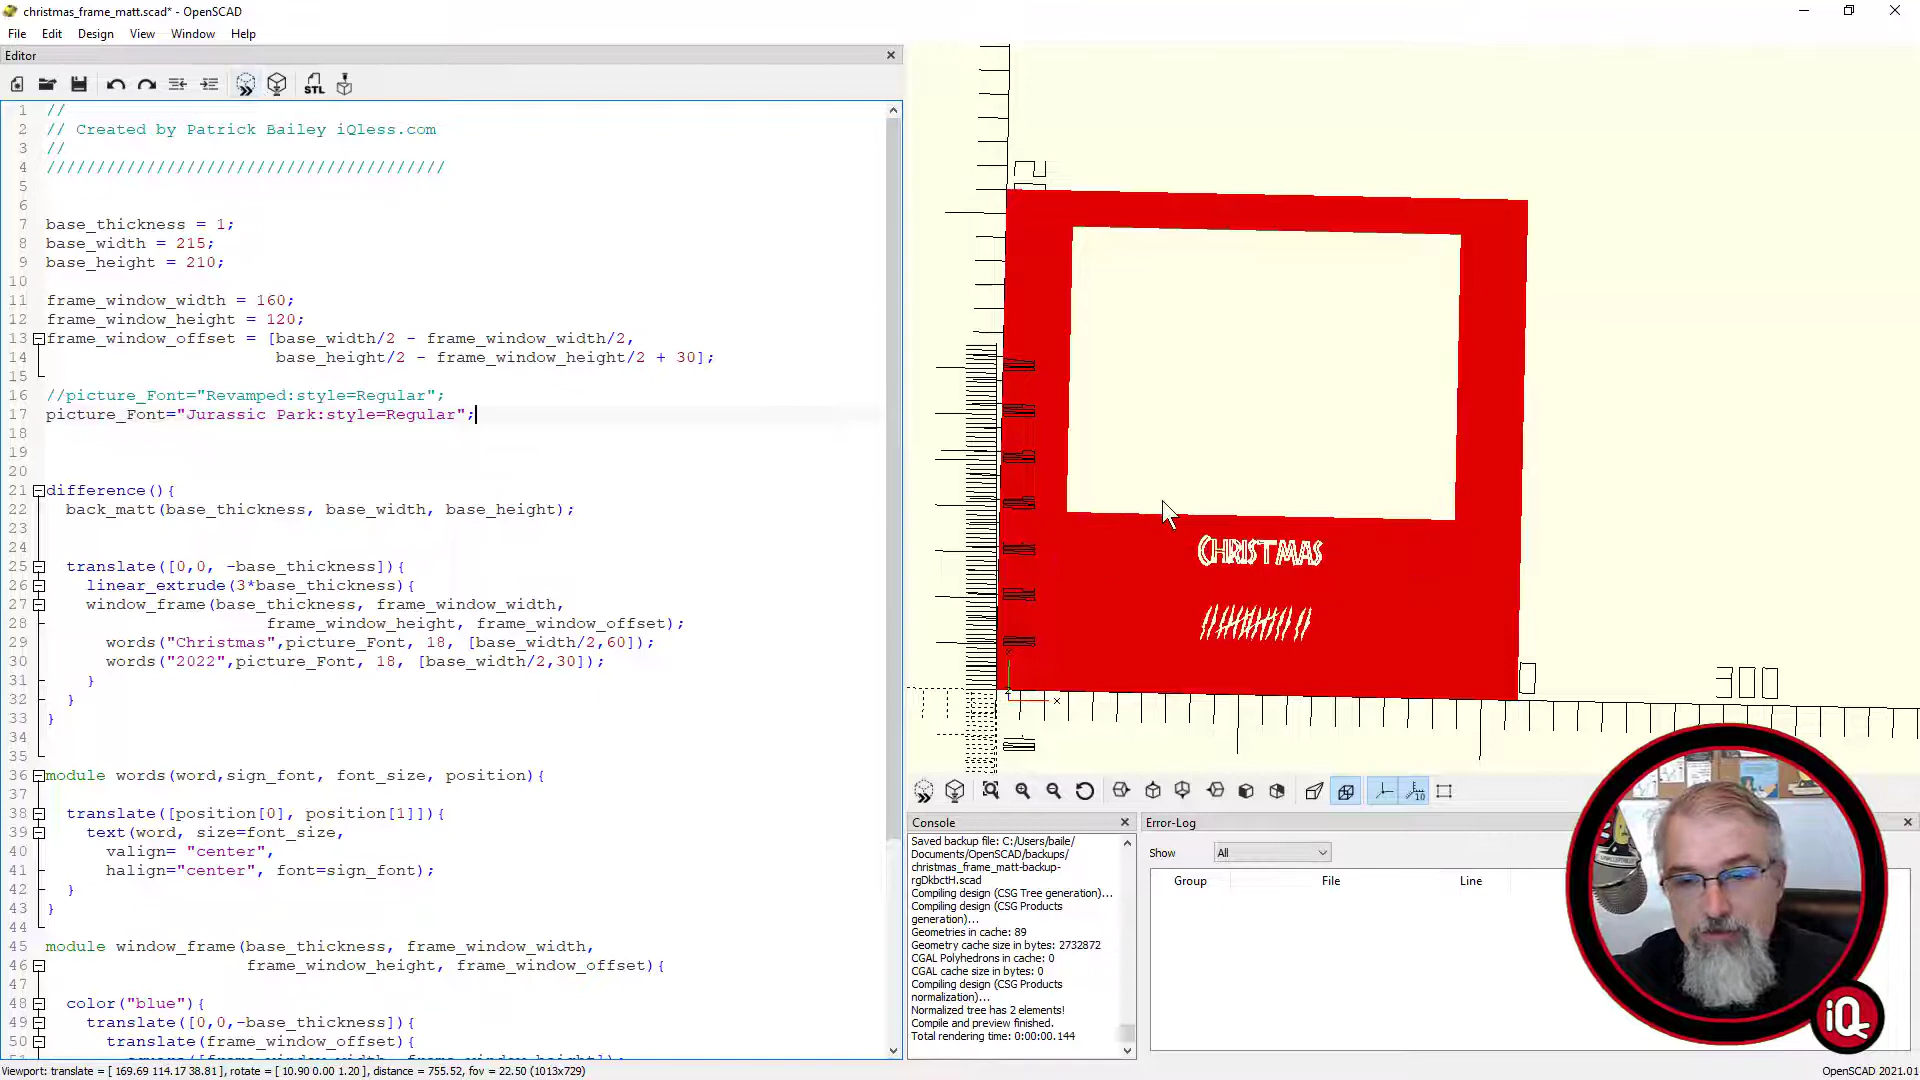 christmas_frame_matt.scad* - OpenSCAD
File Edit Design View Window Help
Editor
STL
1 //
2 // Created by Patrick Bailey iQless.com
3 //
4 ////////////////////////////////////////
5
6
7 base_thickness = 1;
8 base_width = 215;
9 base_height = 210;
10
11 frame_window_width = 160;
12 frame_window_height = 120;
13 frame_window_offset = [base_width/2 - frame_window_width/2,
14 base_height/2 - frame_window_height/2 + 30];
15
16 //picture_Font="Revamped:style=Regular";
17 picture_Font="Jurassic Park:style=Regular";
18
19
20
21 difference(){
22 back_matt(base_thickness, base_width, base_height);
23
24
25 translate([0,0, -base_thickness]){
26 linear_extrude(3*base_thickness){
27 window_frame(base_thickness, frame_window_width,
28 frame_window_height, frame_window_offset);
29 words("Christmas",picture_Font, 18, [base_width/2,60]);
30 words("2022",picture_Font, 18, [base_width/2,30]);
31 }
32 }
33 }
34
35
36 module words(word,sign_font, font_size, position){
37
38 translate([position[0], position[1]]){
39 text(word, size=font_size,
40 valign= "center",
41 halign="center", font=sign_font);
42 }
43 }
44
45 module window_frame(base_thickness, frame_window_width,
46 frame_window_height, frame_window_offset){
47
48 color("blue"){
49 translate([0,0,-base_thickness]){
50 translate(frame_window_offset){
CHRISTMAS
300
x
10
Console
Saved backup file: C:/Users/baile/
Documents/OpenSCAD/backups/
christmas_frame_matt-backup-
rgDkbctH.scad
Compiling design (CSG Tree generation)...
Compiling design (CSG Products
generation)...
Geometries in cache: 89
Geometry cache size in bytes: 2732872
CGAL Polyhedrons in cache: 0
CGAL cache size in bytes: 0
Compiling design (CSG Products
normalization)...
Normalized tree has 2 elements!
Compile and preview finished.
Total rendering time: 0:00:00.144
Error-Log
Show All
Group File Line
iQ
Viewport: translate = [ 169.69 114.17 38.81 ], rotate = [ 10.90 0.00 1.20 ], distance = 755.52, fov = 22.50 (1013x729)
OpenSCAD 2021.01